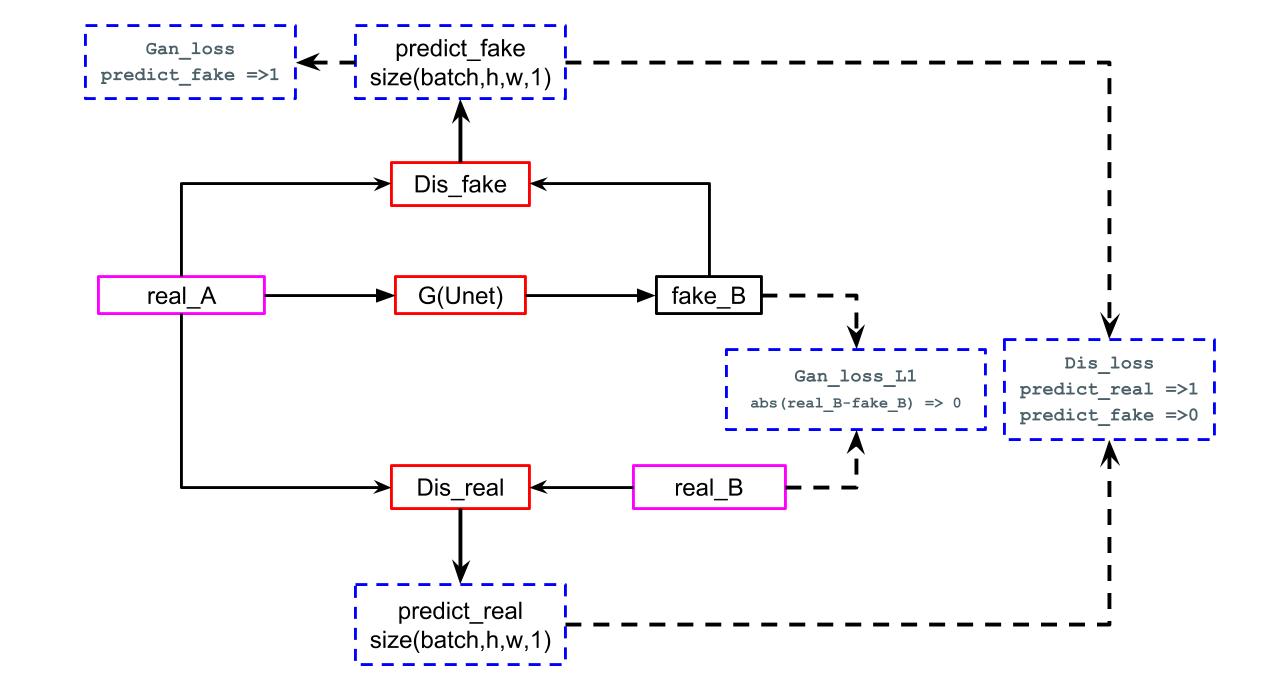 Gan_loss
predict_fake =>1
predict_fake
size(batch,h,w,1)
Dis_fake
real_A
G(Unet)
fake_B
Gan_loss_L1
abs(real_B-fake_B) => 0
Dis_loss
predict_real =>1
predict_fake =>0
Dis_real
real_B
predict_real
size(batch,h,w,1)